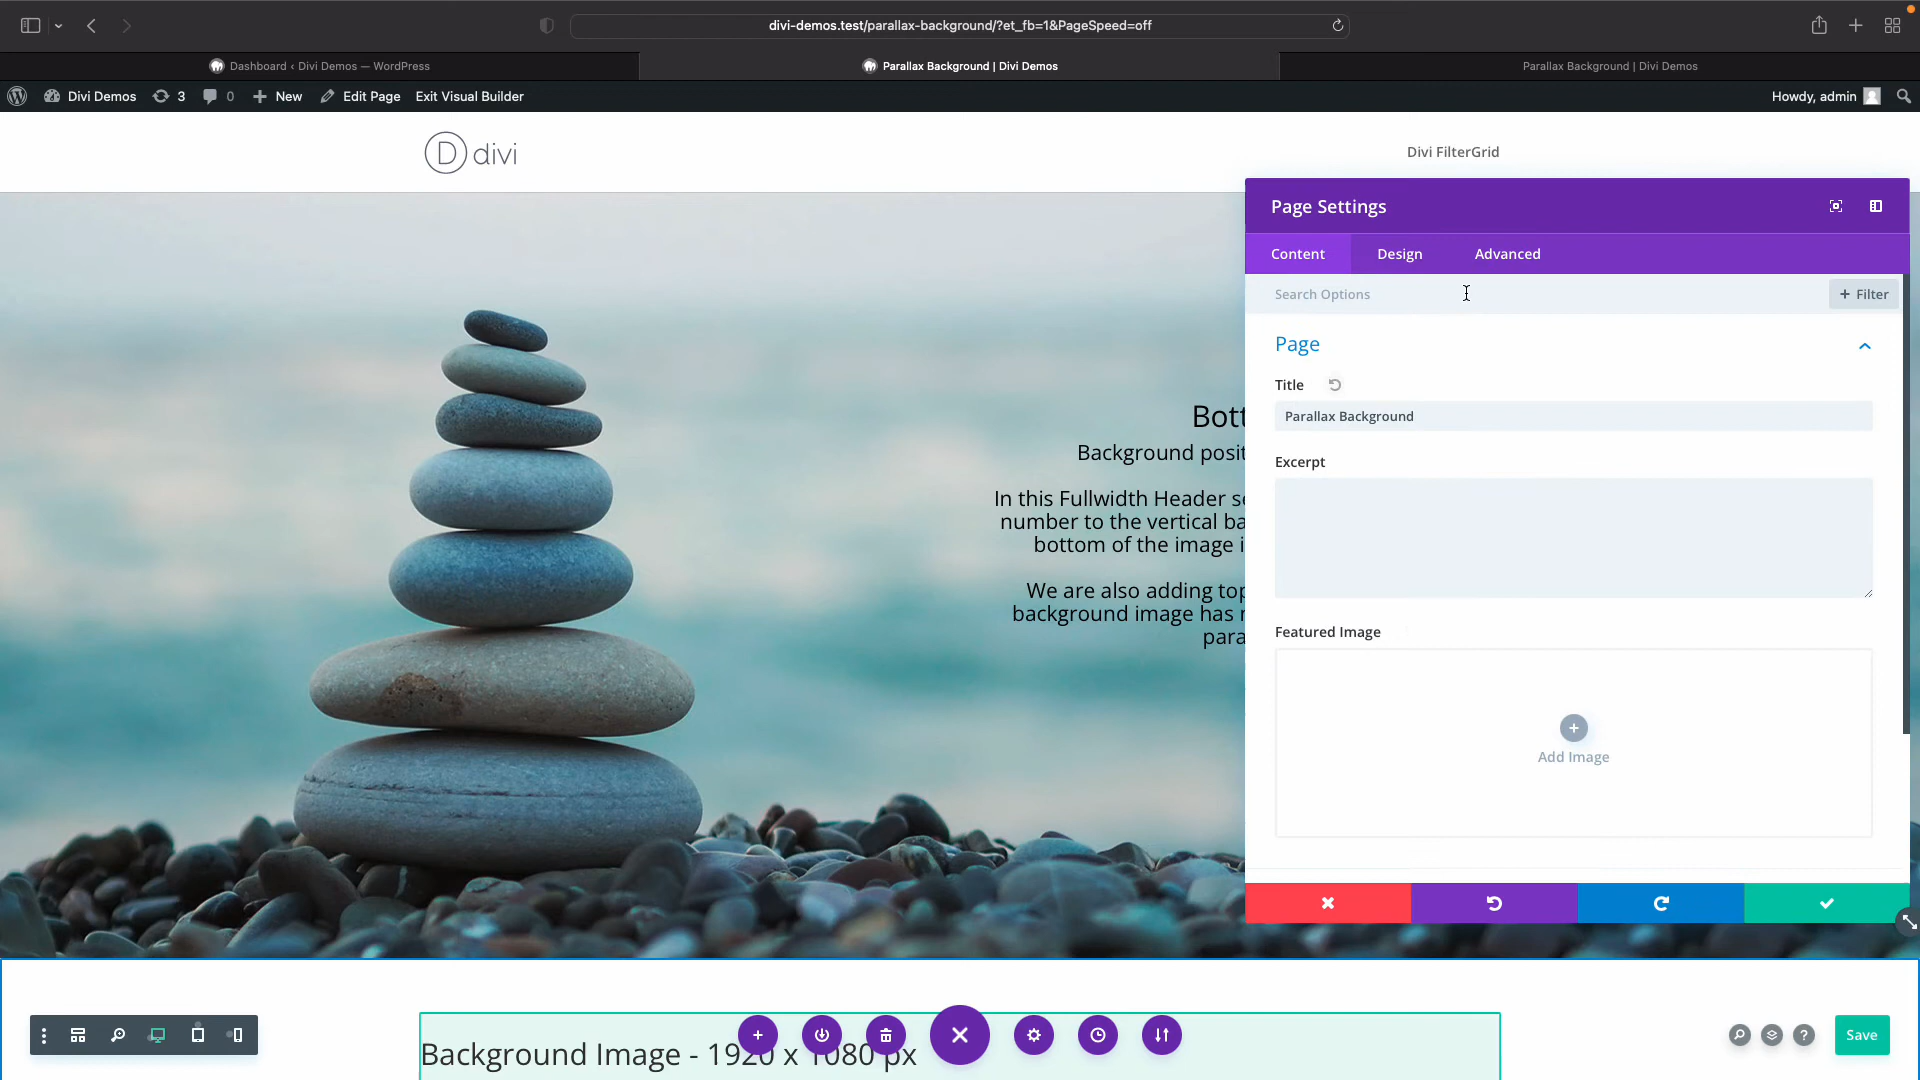 divi-demos.test/parallax-background/?et_fb=1&PageSpeed=off
Dashboard ‹ Divi Demos — WordPress
Parallax Background | Divi Demos
Parallax Background | Divi Demos
Divi Demos
3
0
New
Edit Page
Exit Visual Builder
Howdy, admin
D divi
Divi FilterGrid
Page Settings
Content
Design
Advanced
Search Options
+ Filter
Page
Title
Parallax Background
Excerpt
Featured Image
Add Image
Background posit
In this Fullwidth Header se
number to the vertical ba
bottom of the image i
We are also adding top
background image has
para
Background Image - 1920 x 1080 px
Save